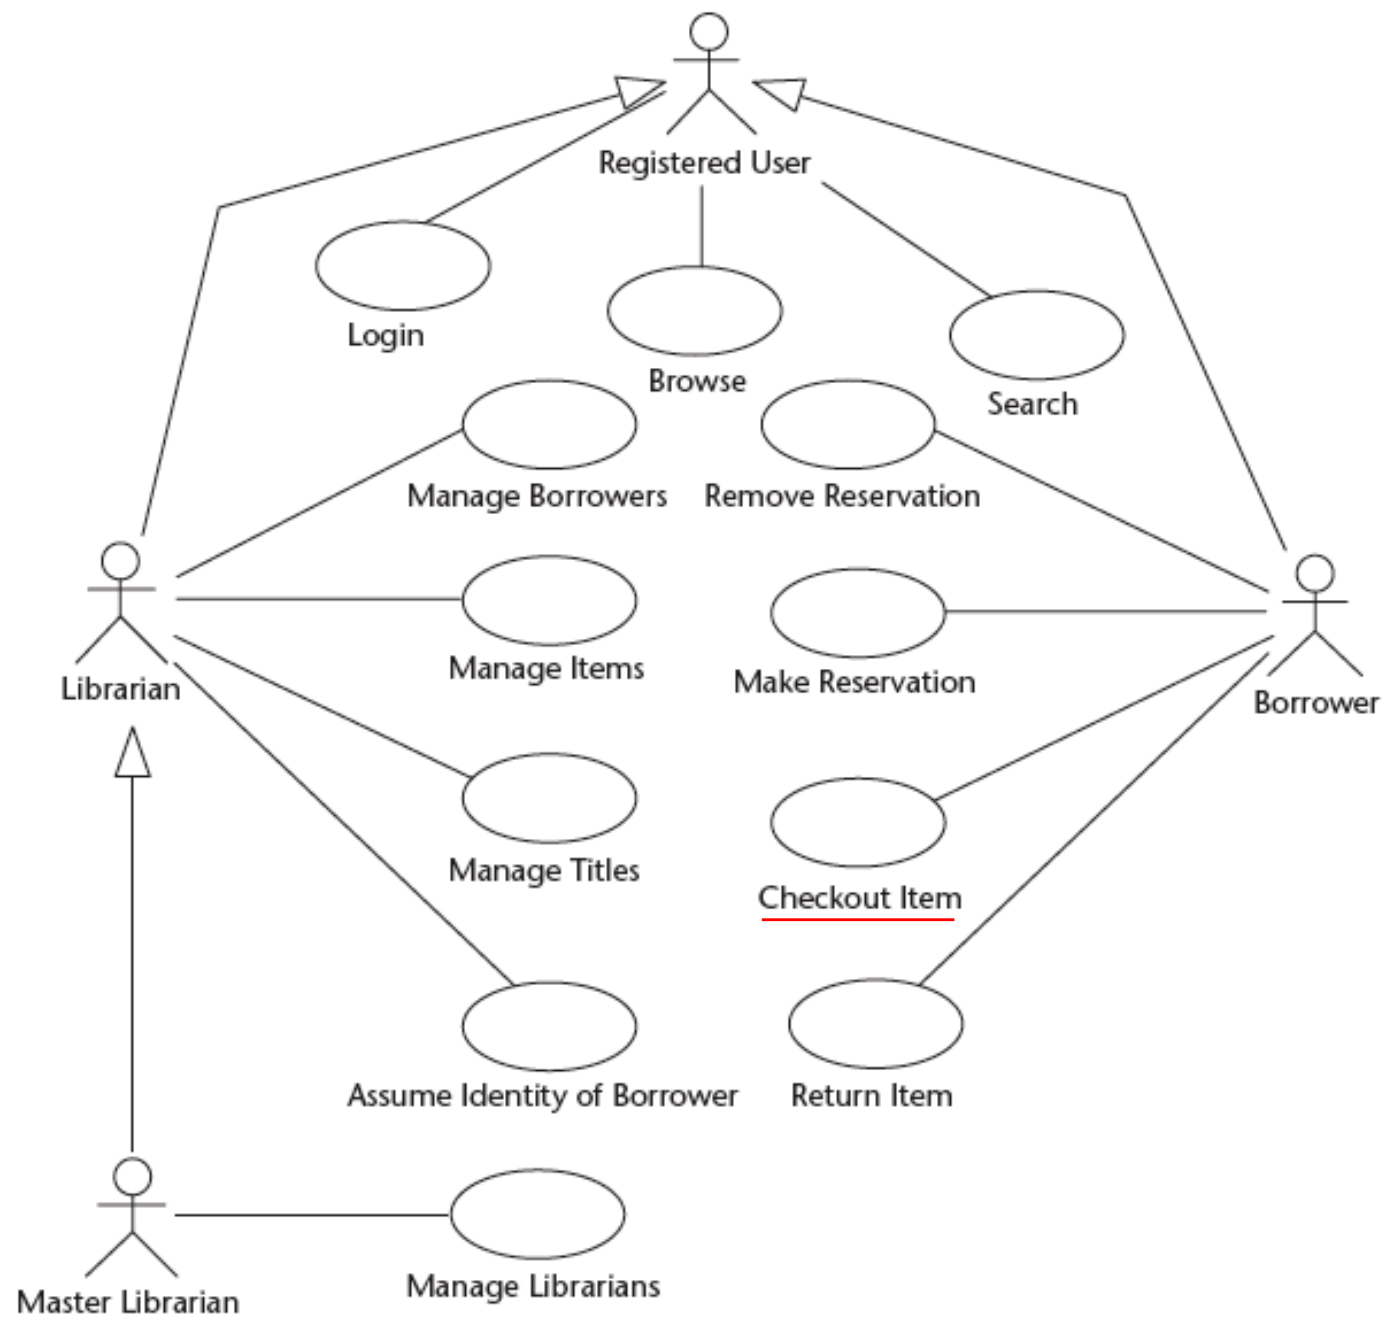 Registered User
Login
Browse
Search
Manage Borrowers
Remove Reservation
Manage Items
Make Reservation
Librarian
Borrower
Manage Titles
Checkout Item
Assume Identity of Borrower
Return Item
Manage Librarians
Master Librarian